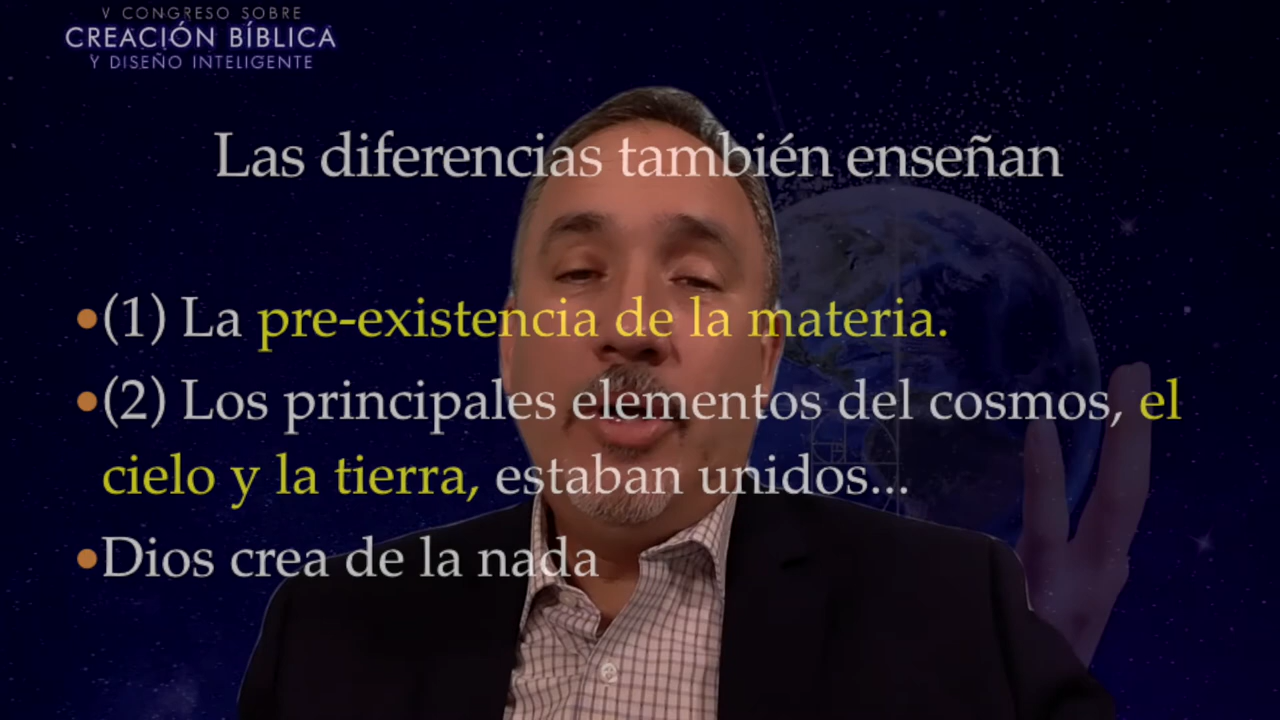 V CONGRESO SOBRE
CREACIÓN BÍBLICA
Y DISEÑO INTELIGENTE
Las diferencias también enseñan
•(1) La pre-existencia de la materia.
•(2) Los principales elementos del cosmos, el
cielo y la tierra, estaban unidos...
•Dios crea de la nada